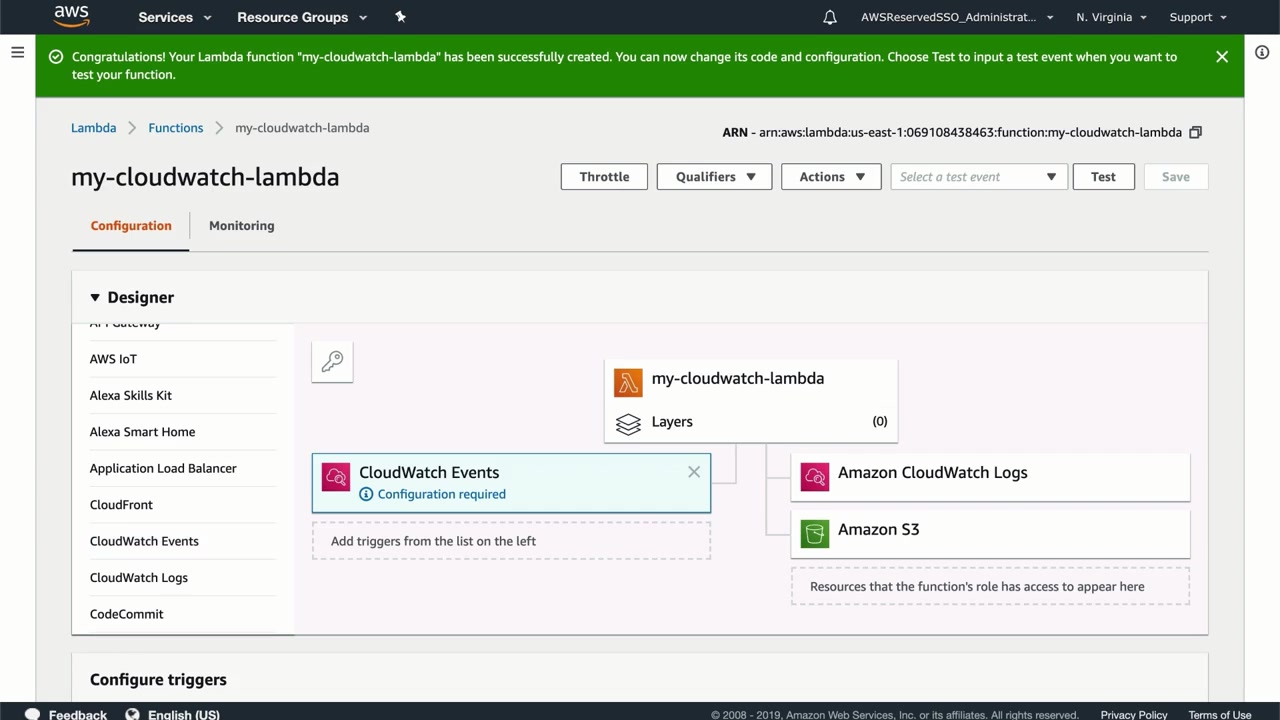 aws
Services
Resource Groups
AWSReservedSSO_Administrat...
N. Virginia
Support
Congratulations! Your Lambda function "my-cloudwatch-lambda" has been successfully created. You can now change its code and configuration. Choose Test to input a test event when you want to
test your function.
Lambda
Functions
my-cloudwatch-lambda
ARN - arn:aws:lambda:us-east-1:069108438463:function:my-cloudwatch-lambda
my-cloudwatch-lambda
Throttle
Qualifiers
Actions
Select a test event
Test
Save
Configuration
Monitoring
Designer
API Gateway
AWS IoT
Alexa Skills Kit
Alexa Smart Home
Application Load Balancer
CloudFront
CloudWatch Events
CloudWatch Logs
CodeCommit
my-cloudwatch-lambda
Layers
(0)
CloudWatch Events
Configuration required
Add triggers from the list on the left
Amazon CloudWatch Logs
Amazon S3
Resources that the function's role has access to appear here
Configure triggers
Feedback
English (US)
© 2008 - 2019, Amazon Web Services, Inc. or its affiliates. All rights reserved.
Privacy Policy
Terms of Use